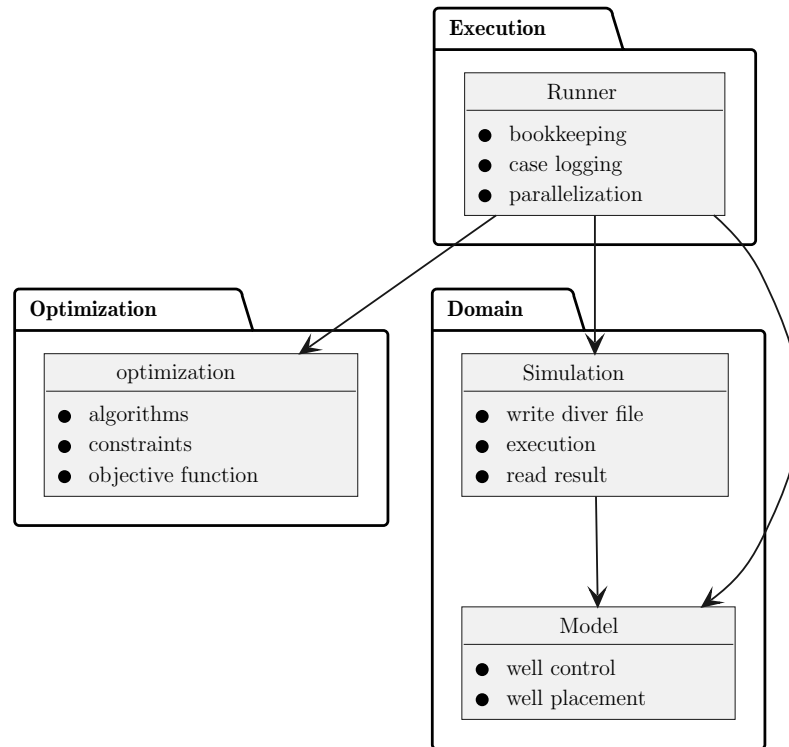 Execution
Runner
bookkeeping
case logging
parallelization
Optimization
optimization
algorithms
constraints
objective function
Domain
Simulation
write diver file
execution
read result
Model
well control
well placement